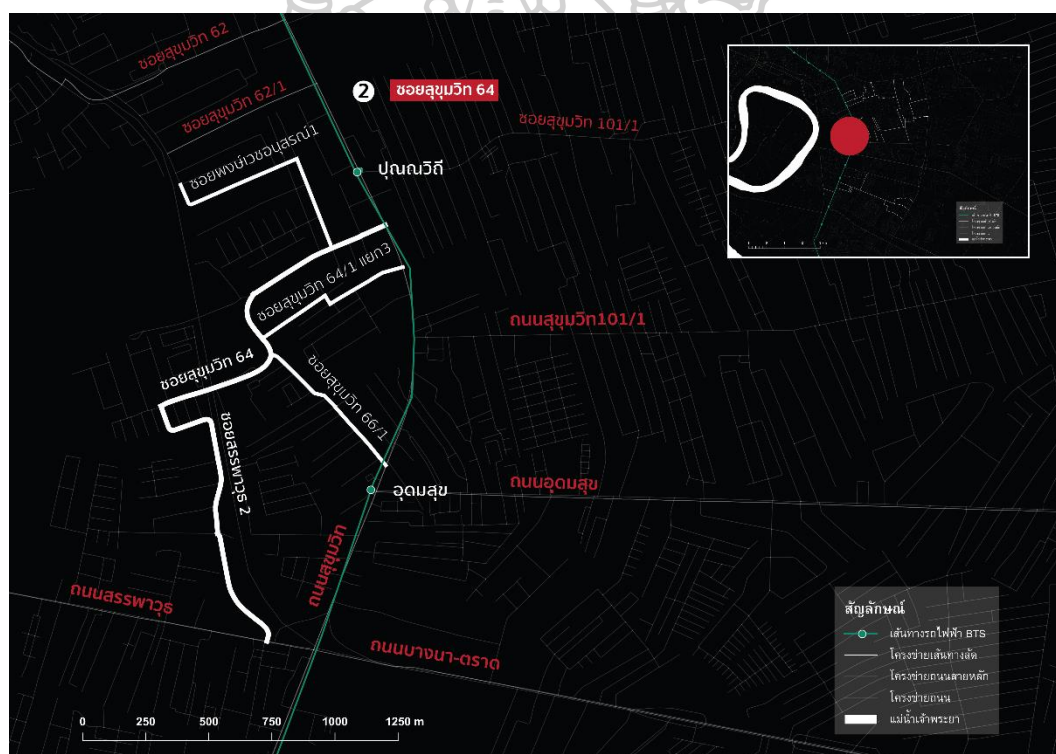 ซอยสุขุมวิท 62
ซอยสุขุมวิท 62/1
2 ซอยสุขุมวิท 64
ซอยสุขุมวิท 101/1
ซอยพงษ์เวชอนุสรณ์1
ปุณณวิถี
ซอยสุขุมวิท 64/1 แยก3
ถนนสุขุมวิท101/1
ซอยสุขุมวิท 64
ซอยสุขุมวิท 66/1
ซอยสรรพาวุธ 2
อุดมสุข
ถนนอุดมสุข
ถนนสุขุมวิท
ถนนสรรพาวุธ
ถนนบางนา-ตราด
0 250 500 750 1000 1250 m
สัญลักษณ์
เส้นทางรถไฟฟ้า BTS
โครงข่ายเส้นทางลัด
โครงข่ายถนนสายหลัก
โครงข่ายถนน
แม่น้ำเจ้าพระยา